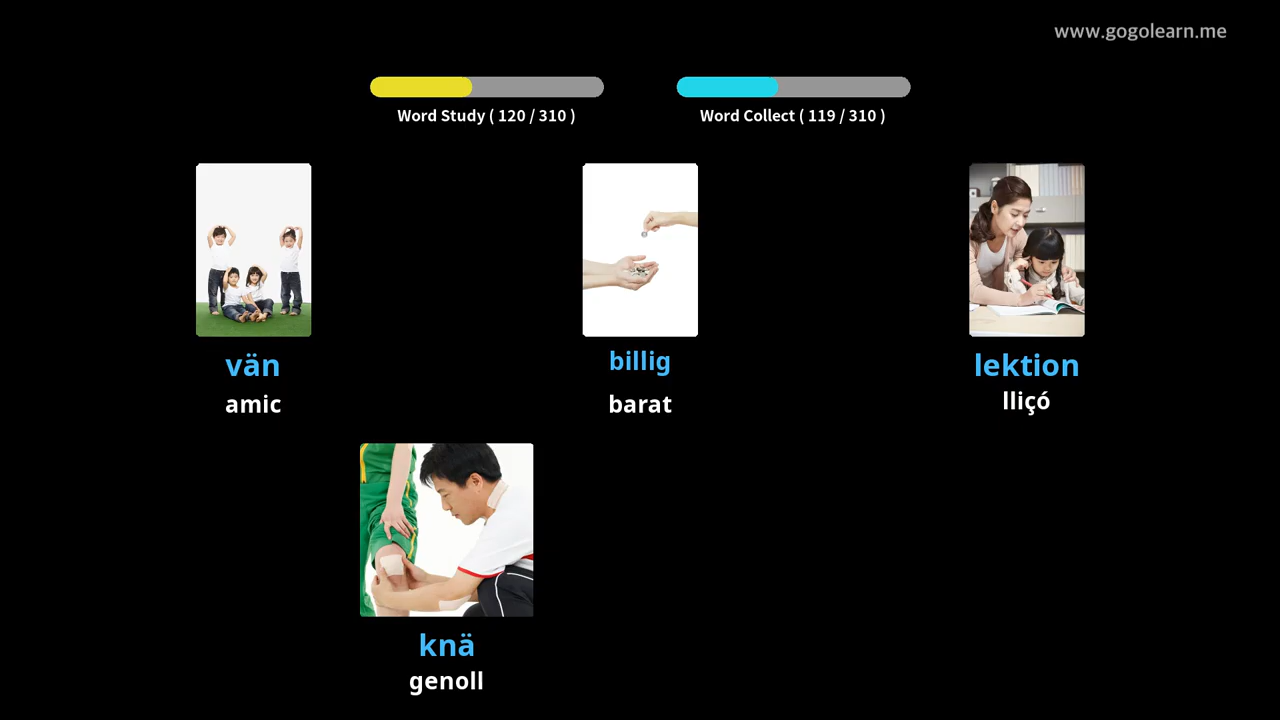 www.gogolearn.me
Word Study ( 120 / 310 )
Word Collect ( 119 / 310 )
vän
amic
billig
barat
lektion
lliçó
knä
genoll